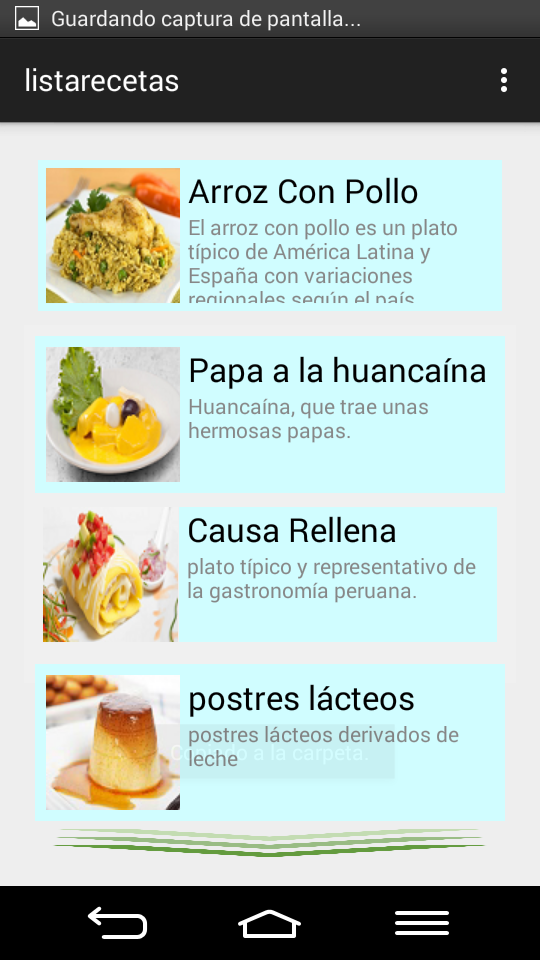 Guardando captura de pantalla...
listarecetas
Arroz Con Pollo
El arroz con pollo es un plato
típico de América Latina y
España con variaciones
regionales según el país
Papa a la huancaína
Huancaína, que trae unas
hermosas papas.
Causa Rellena
plato típico y representativo de
la gastronomía peruana.
postres lácteos
postres lácteos derivados de
leche
Copiado a la carpeta.